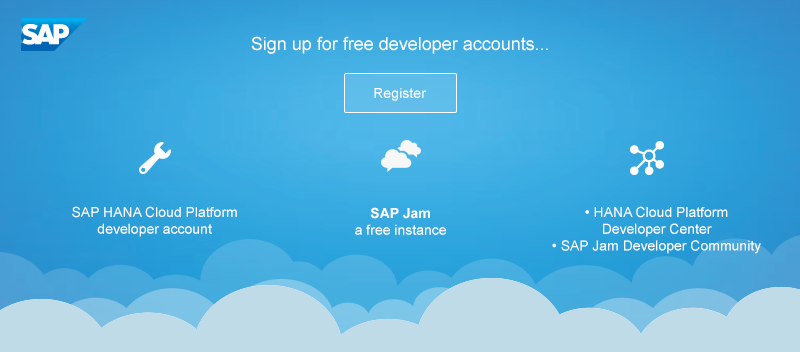 SAP
Sign up for free developer accounts...
Register
SAP HANA Cloud Platform
developer account
SAP Jam
a free instance
• HANA Cloud Platform
Developer Center
• SAP Jam Developer Community